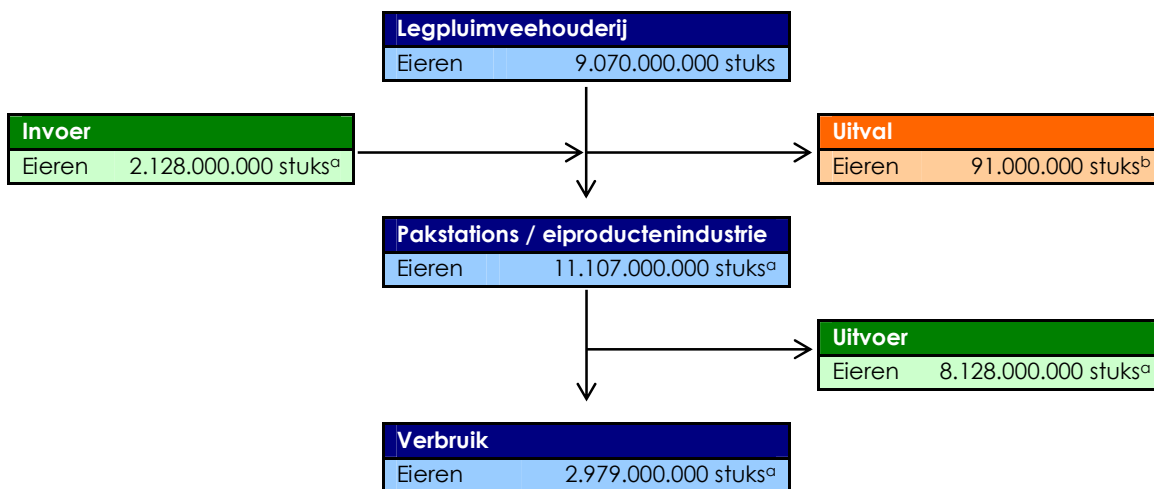 Legpluimveehouderij
Eieren 9.070.000.000 stuks
Invoer
Eieren 2.128.000.000 stuksᵃ
Uitval
Eieren 91.000.000 stuksᵇ
Pakstations / eiproductenindustrie
Eieren 11.107.000.000 stuksᵃ
Uitvoer
Eieren 8.128.000.000 stuksᵃ
Verbruik
Eieren 2.979.000.000 stuksᵃ